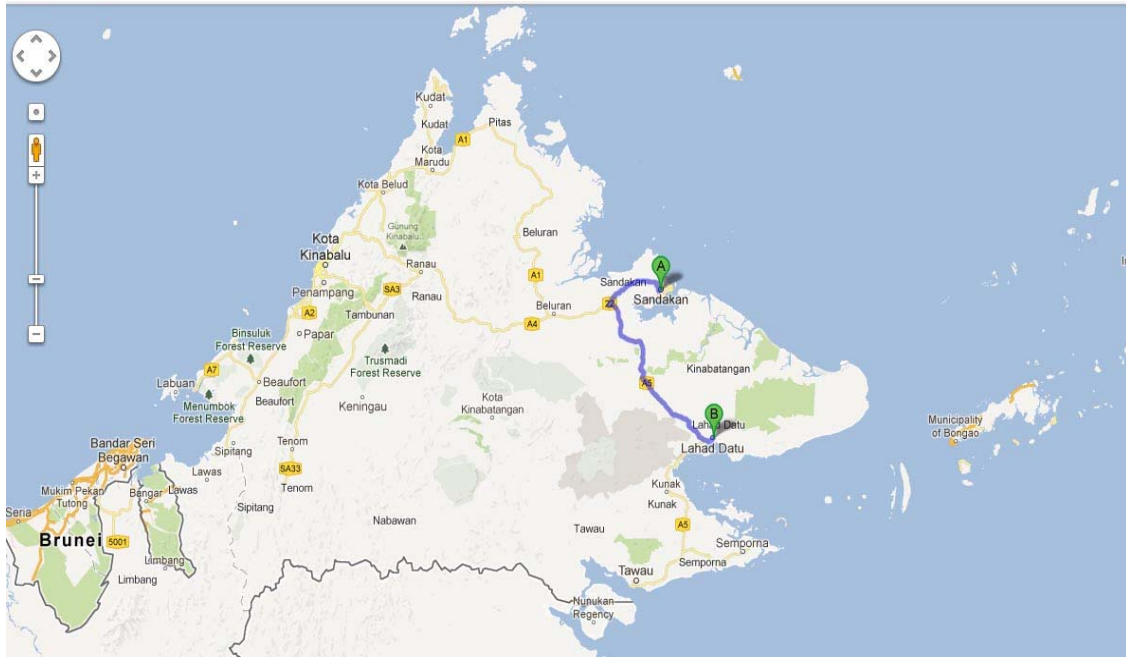 Kudat
Kudat
Pitas
A1
Kota
Marudu
Kota Belud
Gunung
Kinabalu...
Beluran
Kota
Kinabalu
Ranau
A
Sandakan
A1
Penampang
SA3
Ranau
Sandakan
22
Beluran
A2
Tambunan
A4
Papar
Binsuluk
Forest Reserve
Trusmadi
Forest Reserve
Kinabatangan
A7
Labuan
Beaufort
A5
Menumbok
Forest Reserve
Beaufort
Keningau
Kota
Kinabatangan
B
Lahad Datu
Municipality
of Bongao
Bandar Seri
Begawan
Sipitang
Tenom
Lahad Datu
Lawas
SA33
Mukim Pekan
Tutong
Bangar
Lawas
Tenom
Kunak
Kunak
Seria
Sipitang
Nabawan
Tawau
A5
Brunei
5001
Semporna
Limbang
Limbang
Semporna
Tawau
Nunukan
Regency